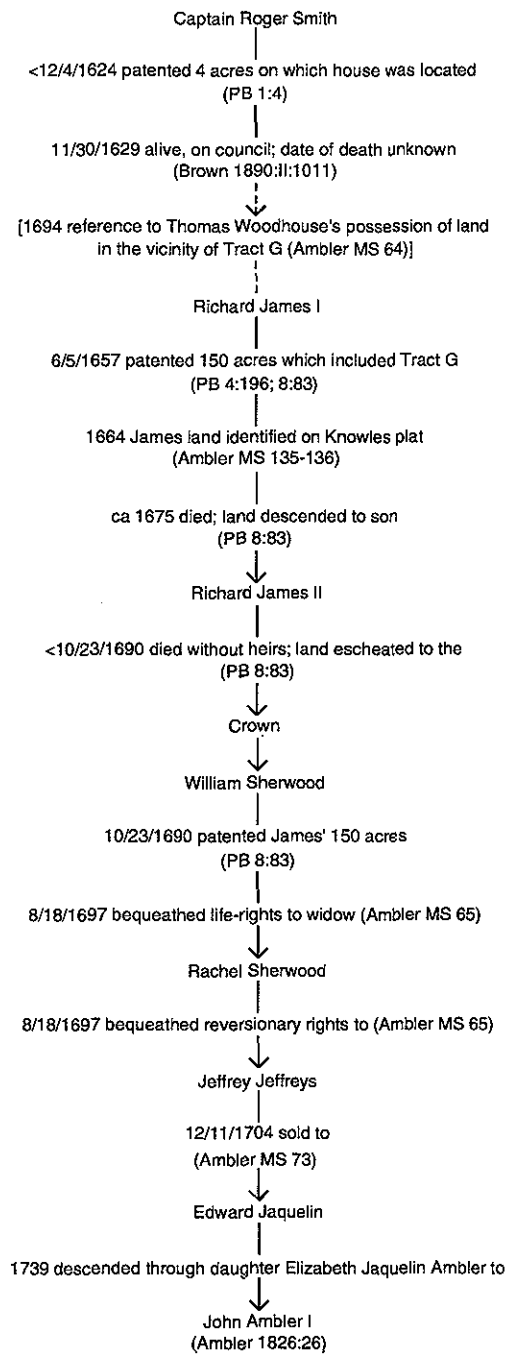 Captain Roger Smith
<12/4/1624 patented 4 acres on which house was located
(PB 1:4)
11/30/1629 alive, on council; date of death unknown
(Brown 1890:II:1011)
[1694 reference to Thomas Woodhouse's possession of land
in the vicinity of Tract G (Ambler MS 64)]
Richard James I
6/5/1657 patented 150 acres which included Tract G
(PB 4:196; 8:83)
1664 James land identified on Knowles plat
(Ambler MS 135-136)
ca 1675 died; land descended to son
(PB 8:83)
Richard James II
<10/23/1690 died without heirs; land escheated to the
(PB 8:83)
Crown
William Sherwood
10/23/1690 patented James' 150 acres
(PB 8:83)
8/18/1697 bequeathed life-rights to widow (Ambler MS 65)
Rachel Sherwood
8/18/1697 bequeathed reversionary rights to (Ambler MS 65)
Jeffrey Jeffreys
12/11/1704 sold to
(Ambler MS 73)
Edward Jaquelin
1739 descended through daughter Elizabeth Jaquelin Ambler to
John Ambler I
(Ambler 1826:26)